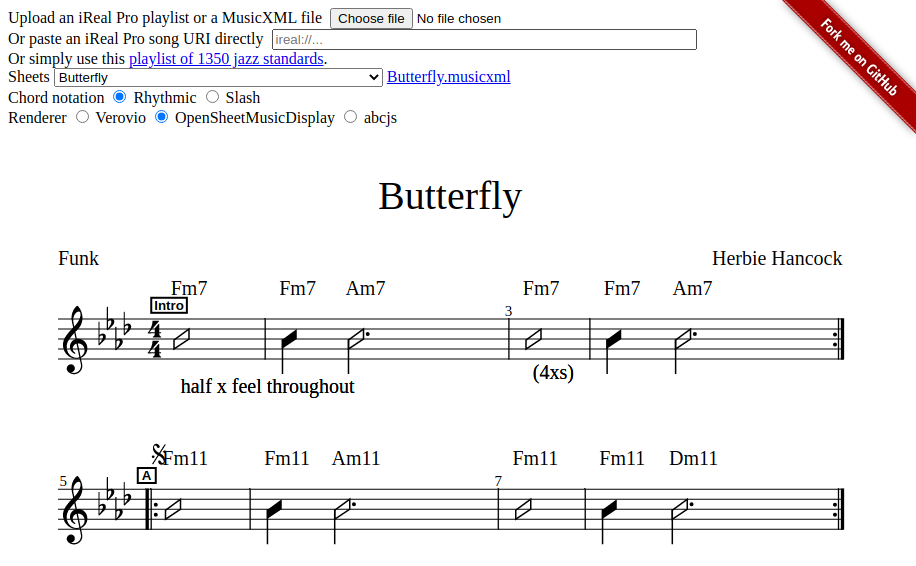 Upload an iReal Pro playlist or a MusicXML file Choose file No file chosen
Or paste an iReal Pro song URI directly ireal://...
Or simply use this playlist of 1350 jazz standards.
Sheets Butterfly Butterfly.musicxml
Chord notation Rhythmic Slash
Renderer Verovio OpenSheetMusicDisplay abcjs
Fork me on GitHub
Butterfly
Funk Herbie Hancock
Fm7 Fm7 Am7 Fm7 Fm7 Am7
Intro 3
4
4
half x feel throughout (4xs)
Fm11 Fm11 Am11 Fm11 Fm11 Dm11
5 A 7